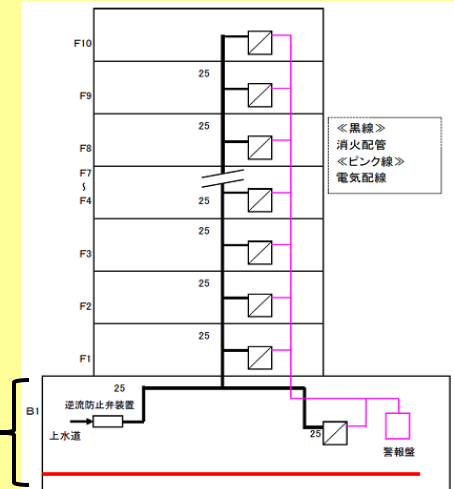 F10
25
F9
25
F8
≪黒線≫
消火配管
≪ピンク線≫
電気配線
F7
~
F4
25
25
F3
25
F2
25
F1
25
B1
逆流防止弁装置
上水道
25
警報盤